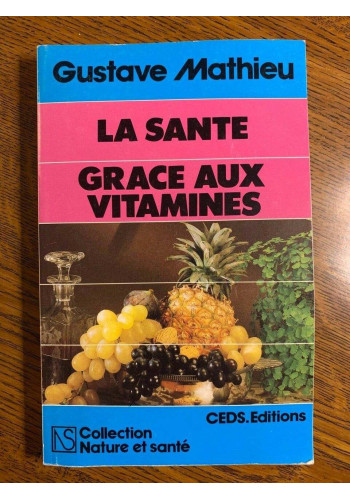 Gustave Mathieu
LA SANTE
GRACE AUX
VITAMINES
CEDS.Editions
NS
Collection
Nature et santé